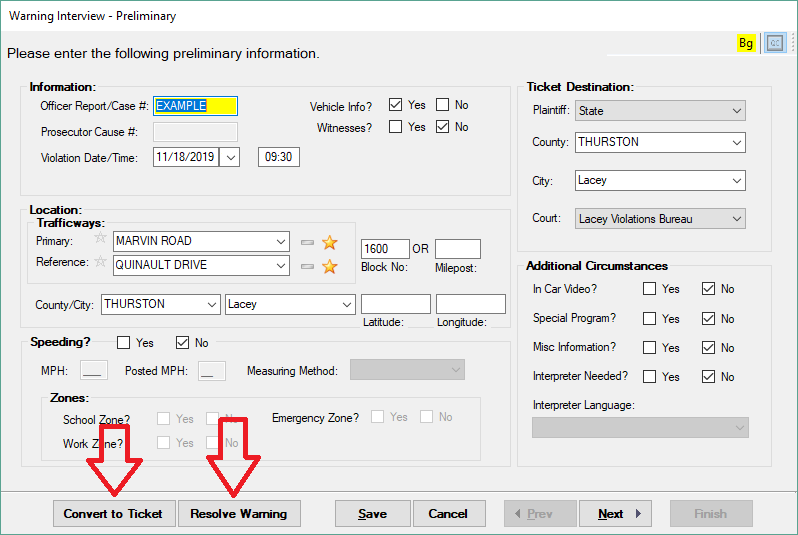 Warning Interview - Preliminary
Please enter the following preliminary information.
Bg
QC
Information:
Officer Report/Case #: EXAMPLE
Vehicle Info? Yes No
Prosecutor Cause #:
Witnesses? Yes No
Violation Date/Time: 11/18/2019 09:30
Ticket Destination:
Plaintiff: State
County: THURSTON
City: Lacey
Court: Lacey Violations Bureau
Location:
Trafficways:
Primary: MARVIN ROAD
Reference: QUINAULT DRIVE
1600 OR
Block No: Milepost:
County/City: THURSTON Lacey
Latitude: Longitude:
Additional Circumstances
In Car Video? Yes No
Special Program? Yes No
Misc Information? Yes No
Interpreter Needed? Yes No
Interpreter Language:
Speeding? Yes No
MPH: ___ Posted MPH: __ Measuring Method:
Zones:
School Zone? Yes No
Emergency Zone? Yes No
Work Zone? Yes No
Convert to Ticket Resolve Warning Save Cancel Prev Next Finish